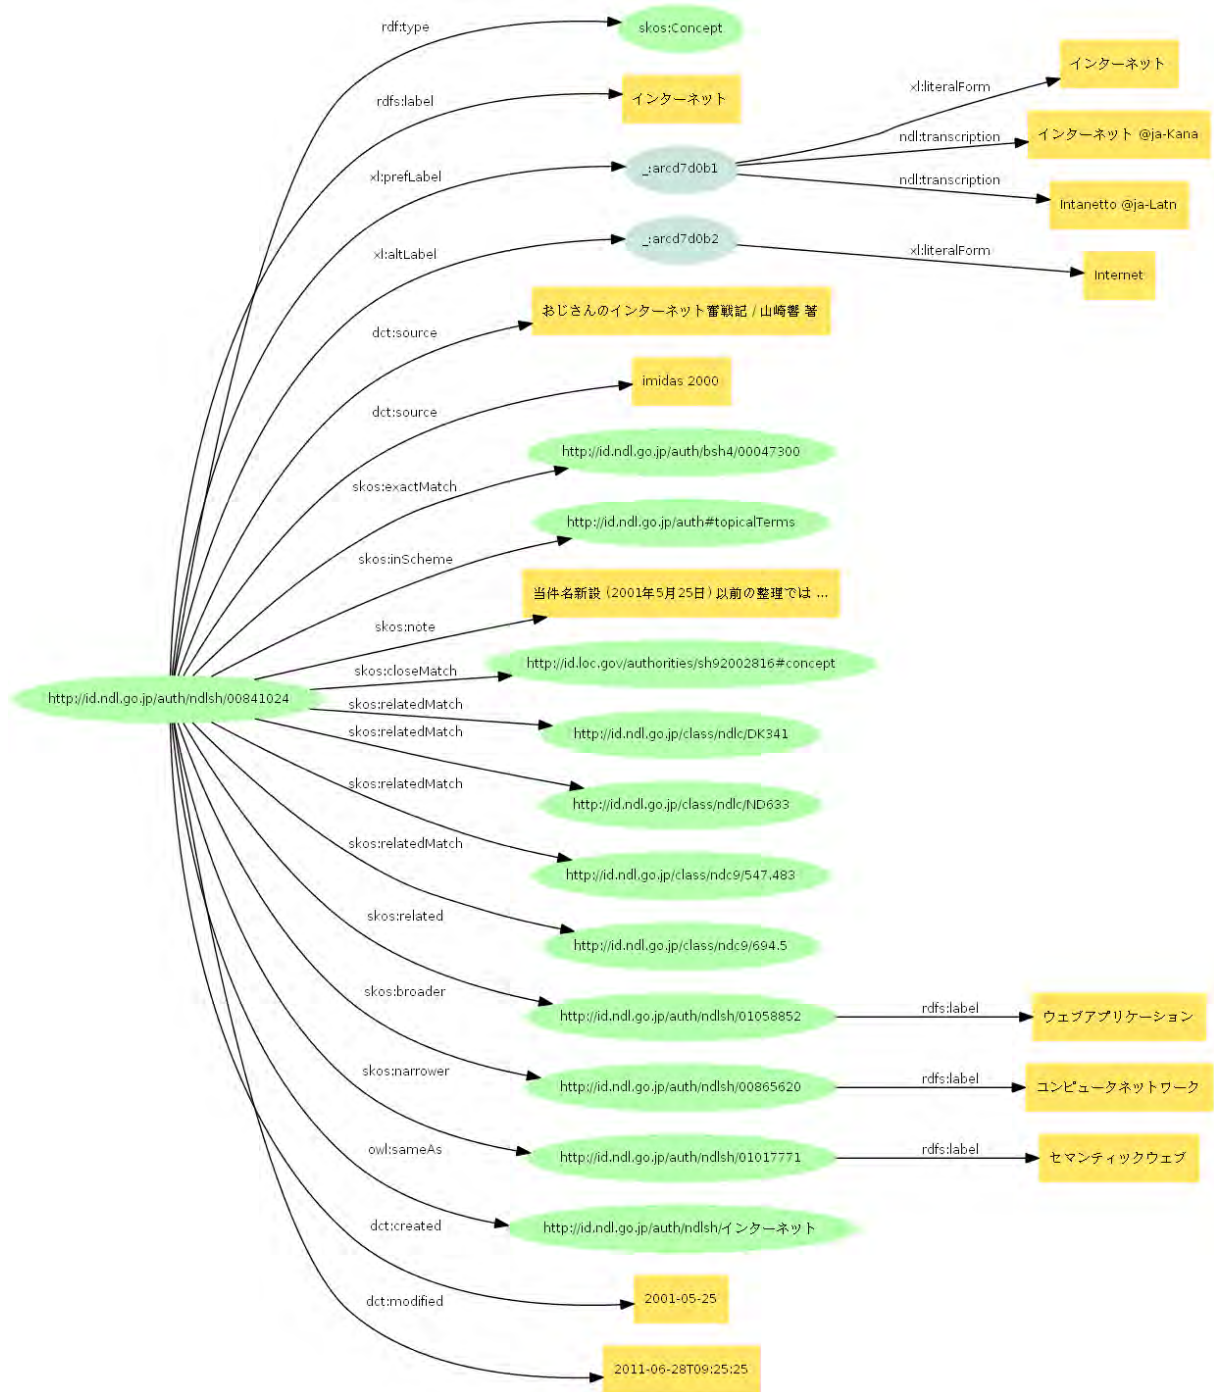 rdf:type
skos:Concept
rdfs:label
インターネット
xl:prefLabel
_:arcd7d0b1
xl:literalForm
インターネット
ndl:transcription
インターネット @ja-Kana
ndl:transcription
Intanetto @ja-Latn
xl:altLabel
_:arcd7d0b2
xl:literalForm
Internet
dct:source
おじさんのインターネット奮戦記 / 山崎響 著
dct:source
imidas 2000
skos:exactMatch
http://id.ndl.go.jp/auth/bsh4/00047300
skos:inScheme
http://id.ndl.go.jp/auth#topicalTerms
skos:note
当件名新設 (2001年5月25日) 以前の整理では ...
http://id.ndl.go.jp/auth/ndlsh/00841024
skos:closeMatch
http://id.loc.gov/authorities/sh92002816#concept
skos:relatedMatch
http://id.ndl.go.jp/class/ndlc/DK341
skos:relatedMatch
http://id.ndl.go.jp/class/ndlc/ND633
skos:relatedMatch
http://id.ndl.go.jp/class/ndc9/547.483
skos:relatedMatch
http://id.ndl.go.jp/class/ndc9/694.5
skos:related
http://id.ndl.go.jp/auth/ndlsh/01058852
rdfs:label
ウェブアプリケーション
skos:broader
http://id.ndl.go.jp/auth/ndlsh/00865620
rdfs:label
コンピュータネットワーク
skos:narrower
http://id.ndl.go.jp/auth/ndlsh/01017771
rdfs:label
セマンティックウェブ
owl:sameAs
http://id.ndl.go.jp/auth/ndlsh/インターネット
dct:created
2001-05-25
dct:modified
2011-06-28T09:25:25